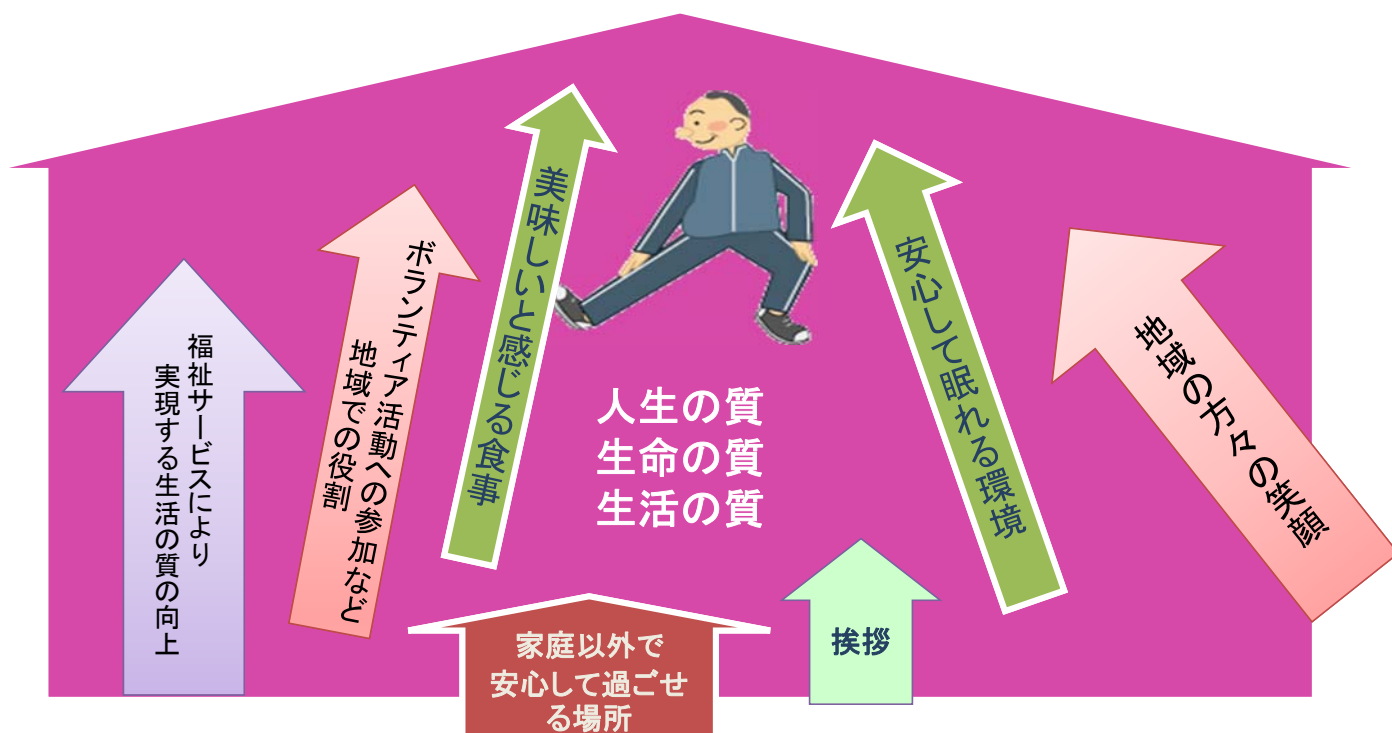 福祉サービスにより
実現する生活の質の向上
ボランティア活動への参加など
地域での役割
美味しいと感じる食事
人生の質
生命の質
生活の質
安心して眠れる環境
地域の方々の笑顔
家庭以外で
安心して過ごせ
る場所
挨拶